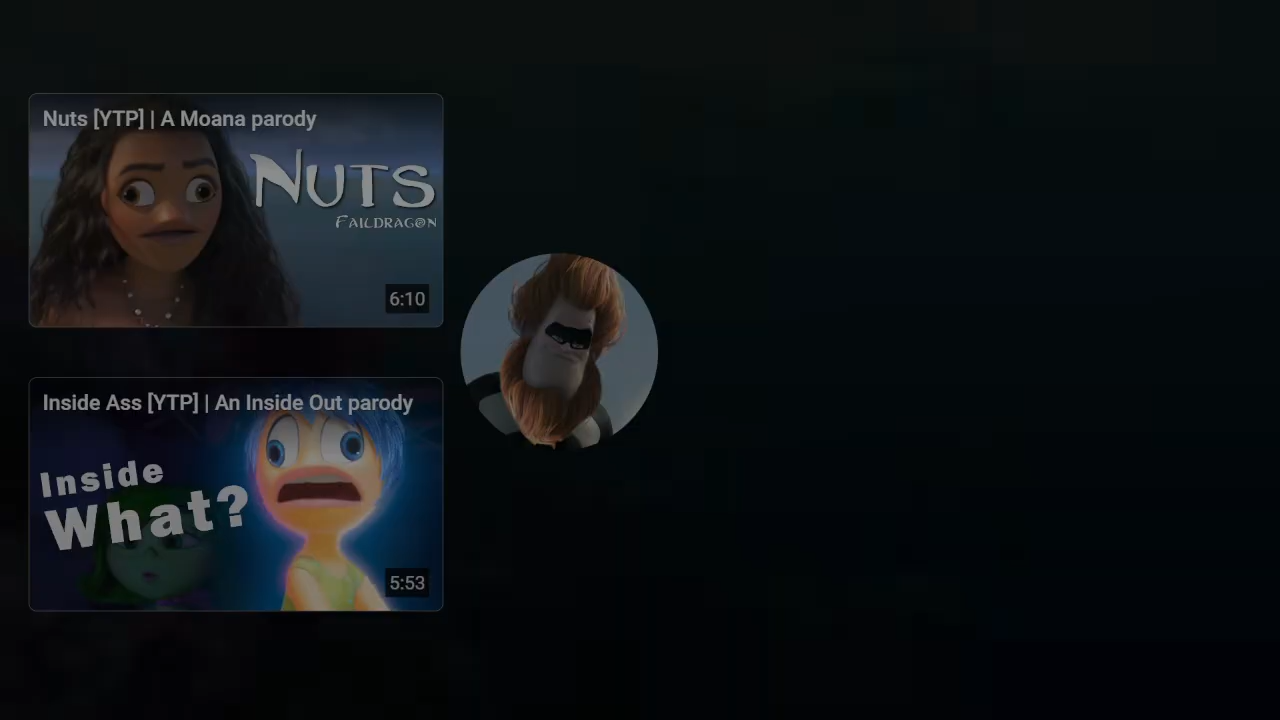 Nuts [YTP] | A Moana parody
NUTS
FAILDRAGON
6:10
Inside Ass [YTP] | An Inside Out parody
Inside
What?
5:53